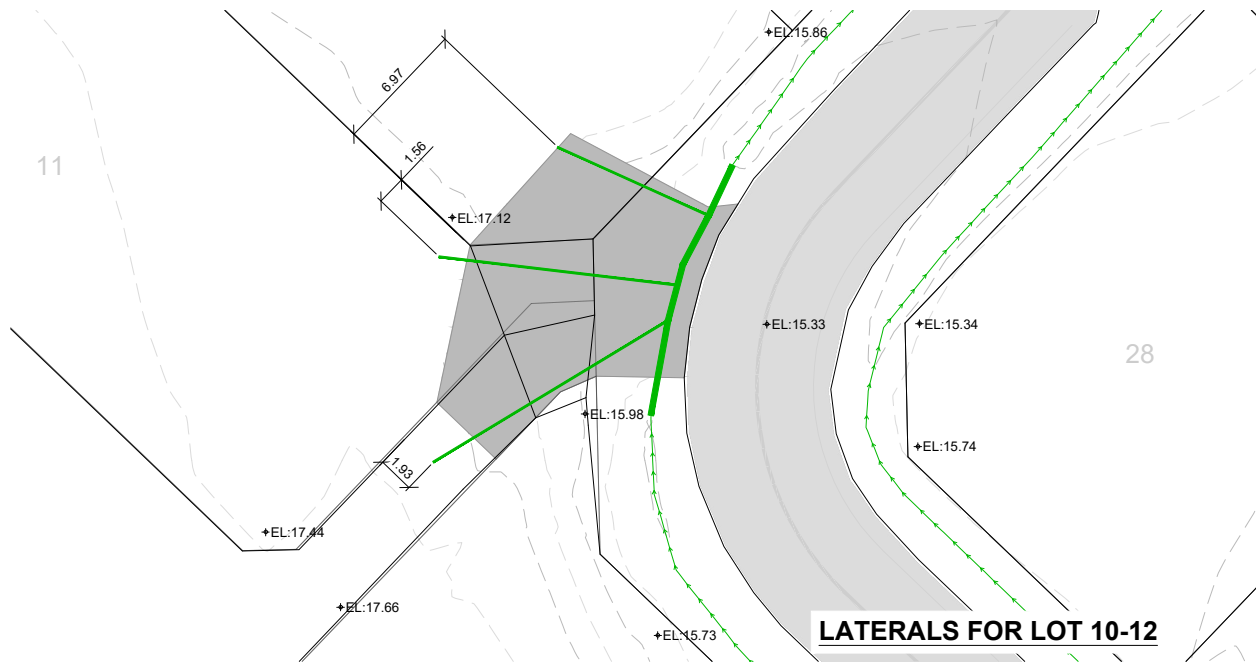 EL:15.86
6.97
1.56
11
EL:17.12
EL:15.33
EL:15.34
28
EL:15.98
EL:15.74
1.93
EL:17.44
EL:17.66
EL:15.73
LATERALS FOR LOT 10-12